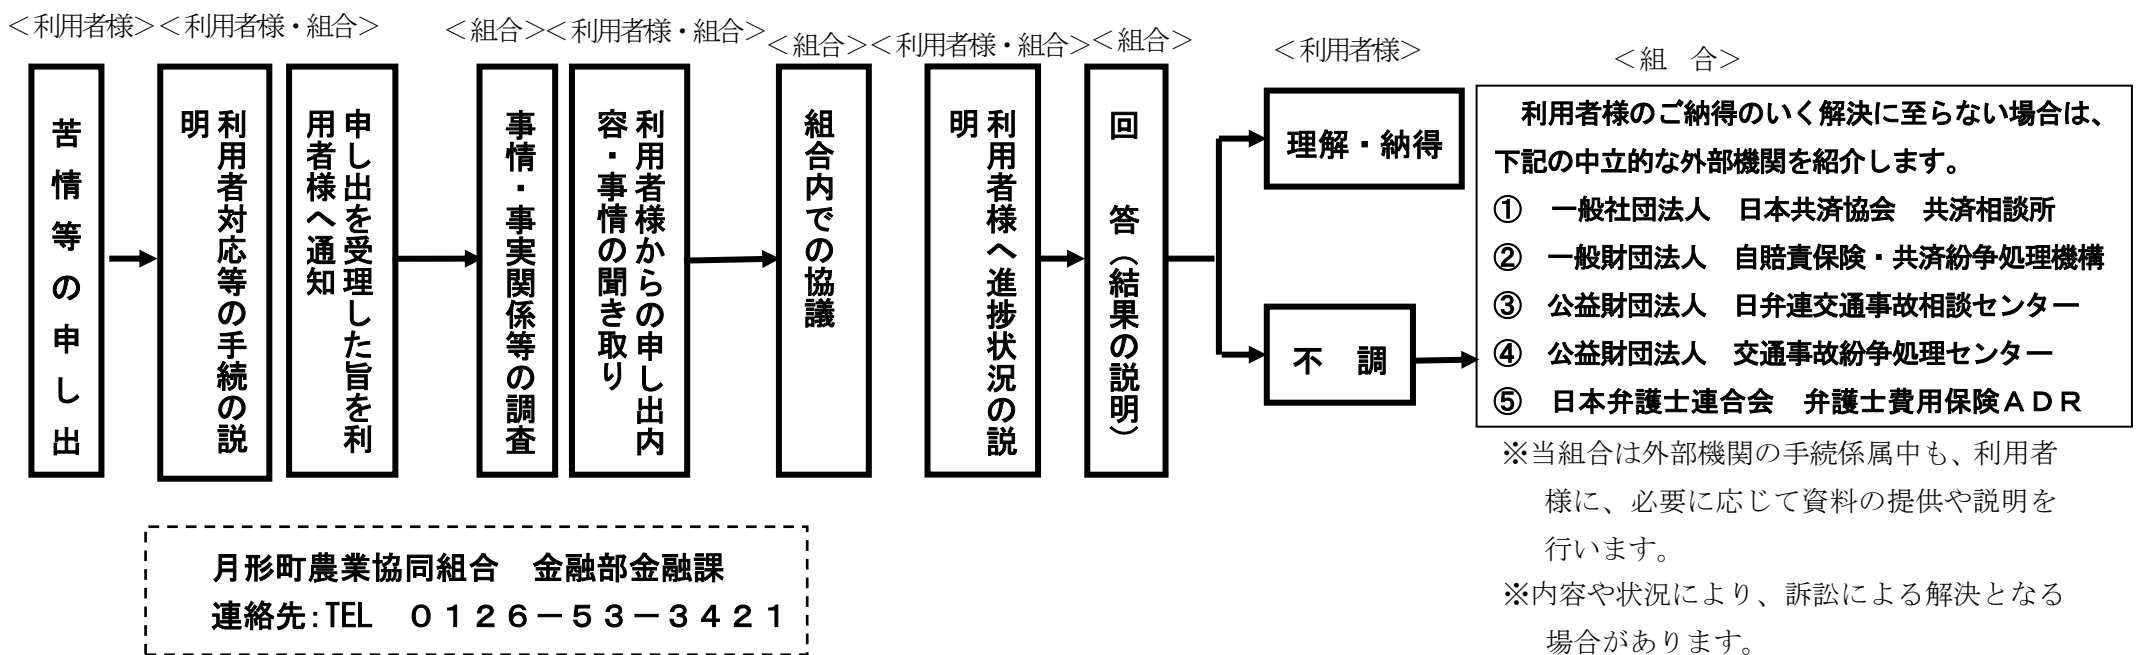 ＜利用者様＞
＜利用者様・組合＞
＜組合＞
＜利用者様・組合＞
＜組合＞
＜利用者様・組合＞
＜組合＞
＜利用者様＞
＜組　合＞
苦情等の申し出
利用者対応等の手続の説
明
申し出を受理した旨を利
用者様へ通知
事情・事実関係等の調査
利用者様からの申し出内
容・事情の聞き取り
組合内での協議
利用者様へ進捗状況の説
明
回　答（結果の説明）
理解・納得
不　調
利用者様のご納得のいく解決に至らない場合は、
下記の中立的な外部機関を紹介します。
①　一般社団法人　日本共済協会　共済相談所
②　一般財団法人　自賠責保険・共済紛争処理機構
③　公益財団法人　日弁連交通事故相談センター
④　公益財団法人　交通事故紛争処理センター
⑤　日本弁護士連合会　弁護士費用保険ＡＤＲ
※当組合は外部機関の手続係属中も、利用者
様に、必要に応じて資料の提供や説明を
行います。
※内容や状況により、訴訟による解決となる
場合があります。
月形町農業協同組合　金融部金融課
連絡先：TEL　０１２６－５３－３４２１